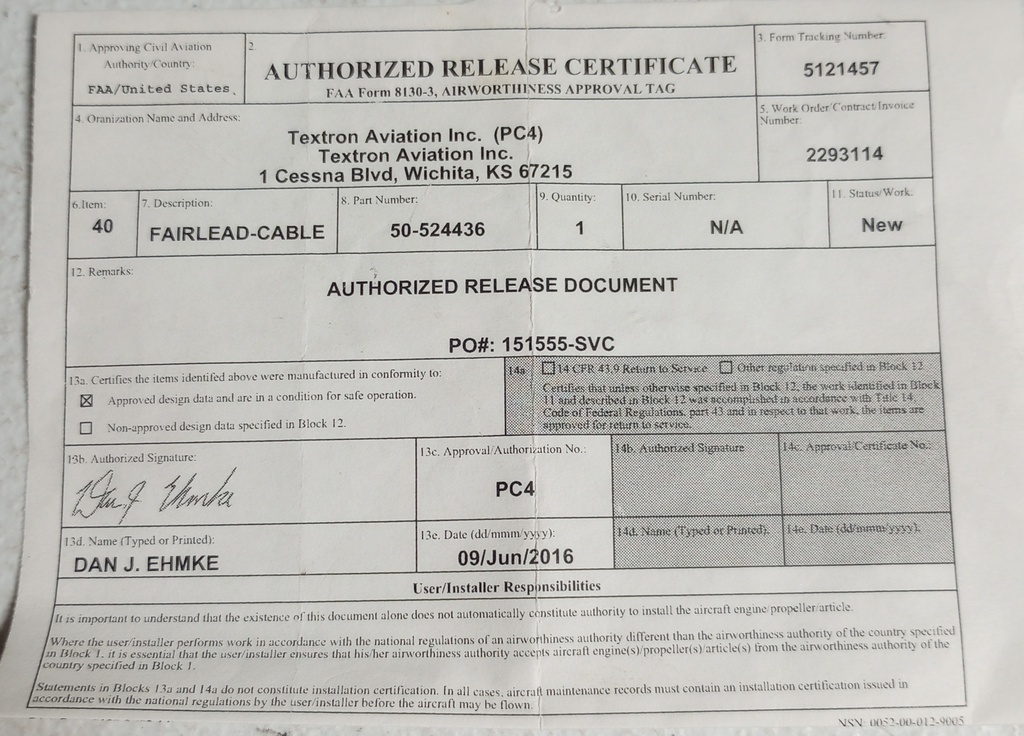 1. Approving Civil Aviation
Authority/Country:
FAA/United States.
2.
AUTHORIZED RELEASE CERTIFICATE
FAA Form 8130-3, AIRWORTHINESS APPROVAL TAG
3. Form Tracking Number:
5121457
4. Oranization Name and Address:
Textron Aviation Inc. (PC4)
Textron Aviation Inc.
1 Cessna Blvd, Wichita, KS 67215
5. Work Order/Contract/Invoice
Number:
2293114
6.Item:
40
7. Description:
FAIRLEAD-CABLE
8. Part Number:
50-524436
9. Quantity:
1
10. Serial Number:
N/A
11. Status/Work:
New
12. Remarks:
AUTHORIZED RELEASE DOCUMENT
PO#: 151555-SVC
13a. Certifies the items identifed above were manufactured in conformity to:
Approved design data and are in a condition for safe operation.
Non-approved design data specified in Block 12.
14a
14 CFR 43.9 Return to Service
Other regulation specified in Block 12
Certifies that unless otherwise specified in Block 12, the work identified in Block
11 and described in Block 12 was accomplished in accordance with Title 14,
Code of Federal Regulations, part 43 and in respect to that work, the items are
approved for return to service.
13b. Authorized Signature:
Dan J Ehmke
13c. Approval/Authorization No.:
PC4
14b. Authorized Signature
14c. Approval/Certificate No.:
13d. Name (Typed or Printed):
DAN J. EHMKE
13e. Date (dd/mmm/yyyy):
09/Jun/2016
14d. Name (Typed or Printed).
14e. Date (dd/mmm/yyyy).
User/Installer Responsibilities
It is important to understand that the existence of this document alone does not automatically constitute authority to install the aircraft engine/propeller/article.
Where the user/installer performs work in accordance with the national regulations of an airworthiness authority different than the airworthiness authority of the country specified
in Block 1. it is essential that the user/installer ensures that his/her airworthiness authority accepts aircraft engine(s)/propeller(s)/article(s) from the airworthiness authority of the
country specified in Block 1.
Statements in Blocks 13a and 14a do not constitute installation certification. In all cases, aircraft maintenance records must contain an installation certification issued in
accordance with the national regulations by the user/installer before the aircraft may be flown.
NSN: 0052-00-012-9005